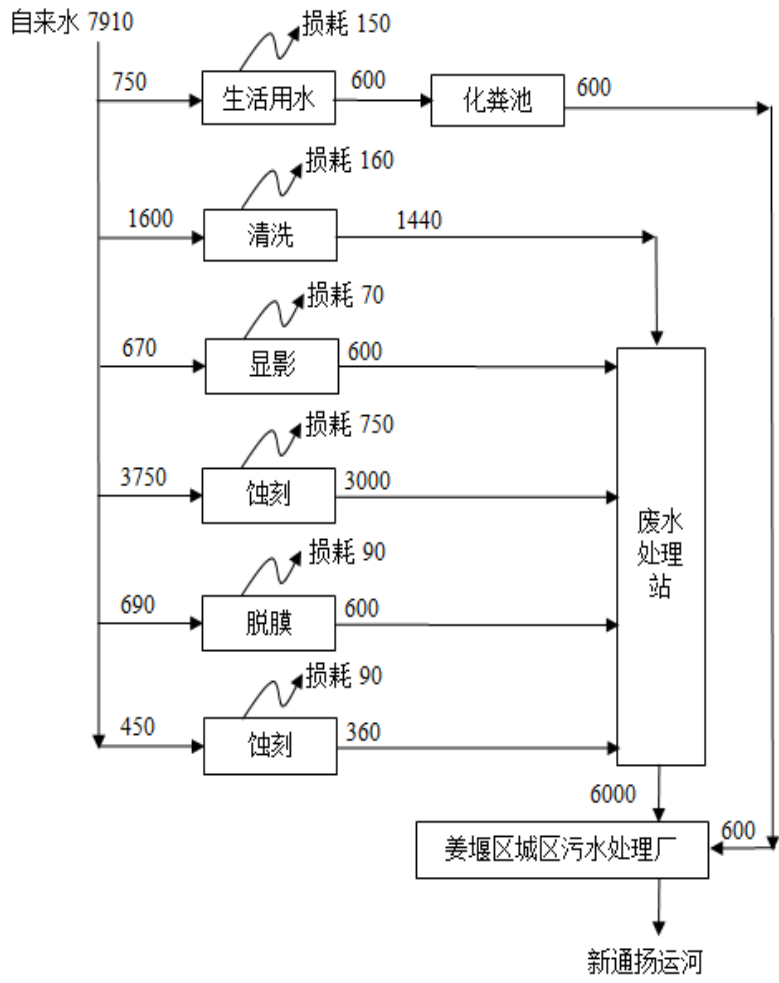 自来水 7910
损耗 150
750
生活用水
600
化粪池
600
损耗 160
1600
清洗
1440
损耗 70
670
显影
600
损耗 750
3750
蚀刻
3000
废水
处理
站
损耗 90
690
脱膜
600
损耗 90
450
蚀刻
360
6000
姜堰区城区污水处理厂
600
新通扬运河